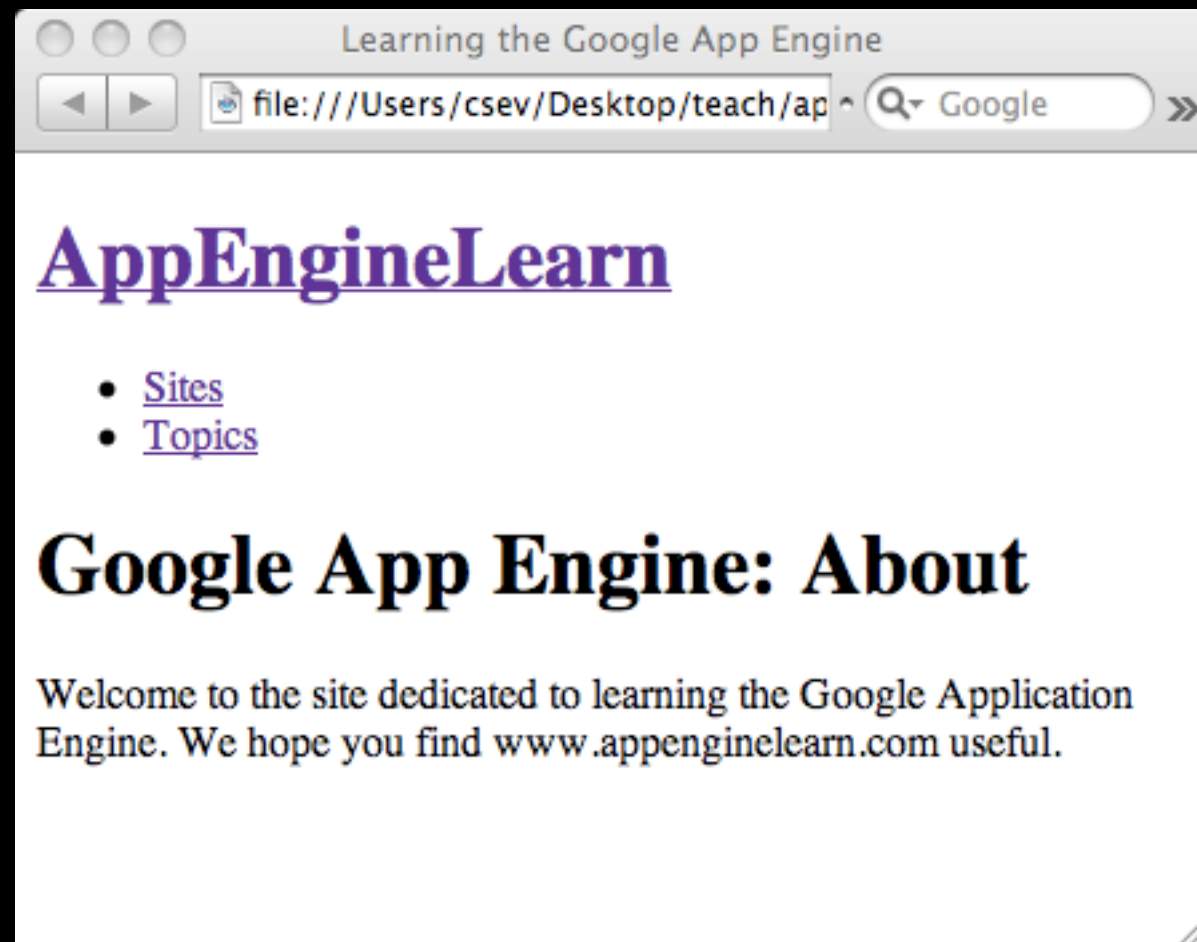 Learning the Google App Engine
file:///Users/csev/Desktop/teach/ap
Google
AppEngineLearn
Sites
Topics
Google App Engine: About
Welcome to the site dedicated to learning the Google Application
Engine. We hope you find www.appenginelearn.com useful.